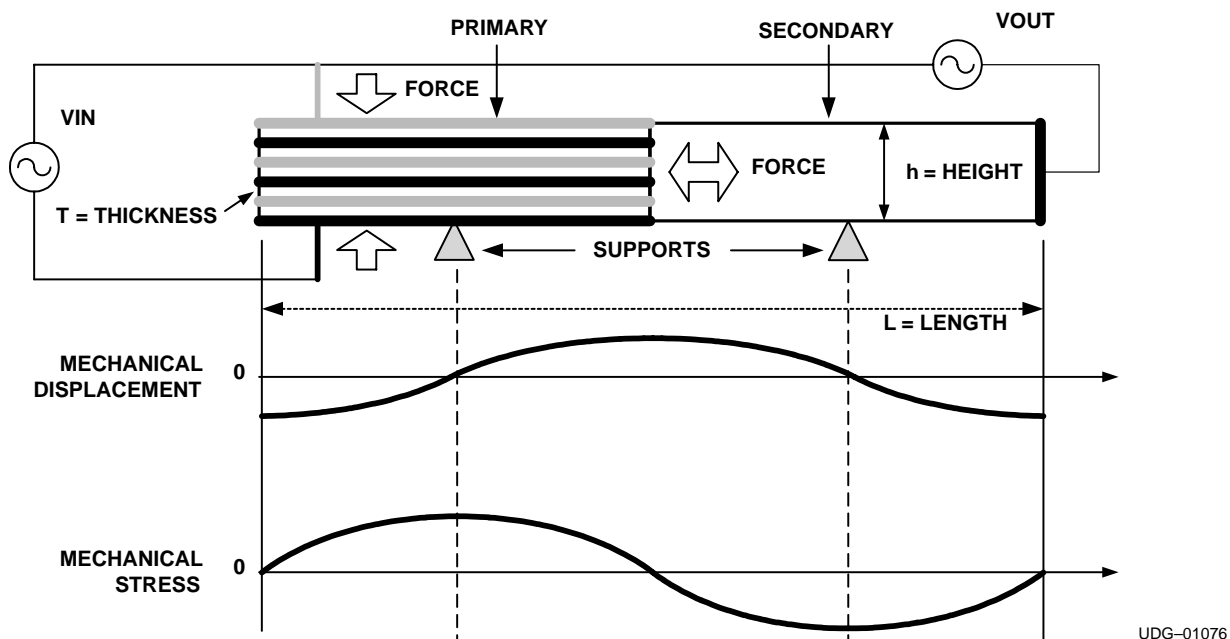 PRIMARY
SECONDARY
VOUT
FORCE
VIN
FORCE
h = HEIGHT
T = THICKNESS
SUPPORTS
L = LENGTH
MECHANICAL
DISPLACEMENT
0
MECHANICAL
STRESS
0
UDG–01076